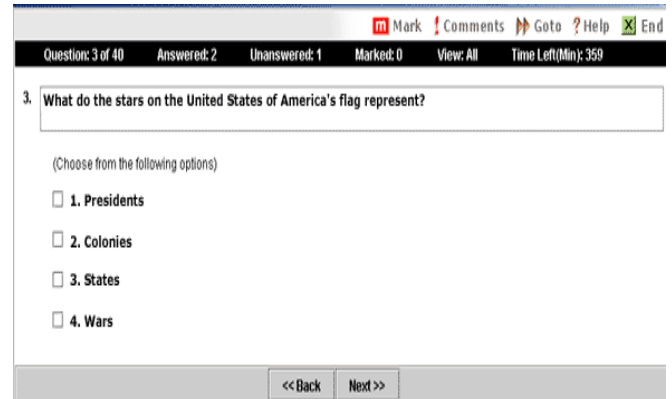 m Mark ! Comments Goto ? Help X End
Question: 3 of 40 Answered: 2 Unanswered: 1 Marked: 0 View: All Time Left(Min): 359
3. What do the stars on the United States of America's flag represent?
(Choose from the following options)
1. Presidents
2. Colonies
3. States
4. Wars
<< Back Next >>